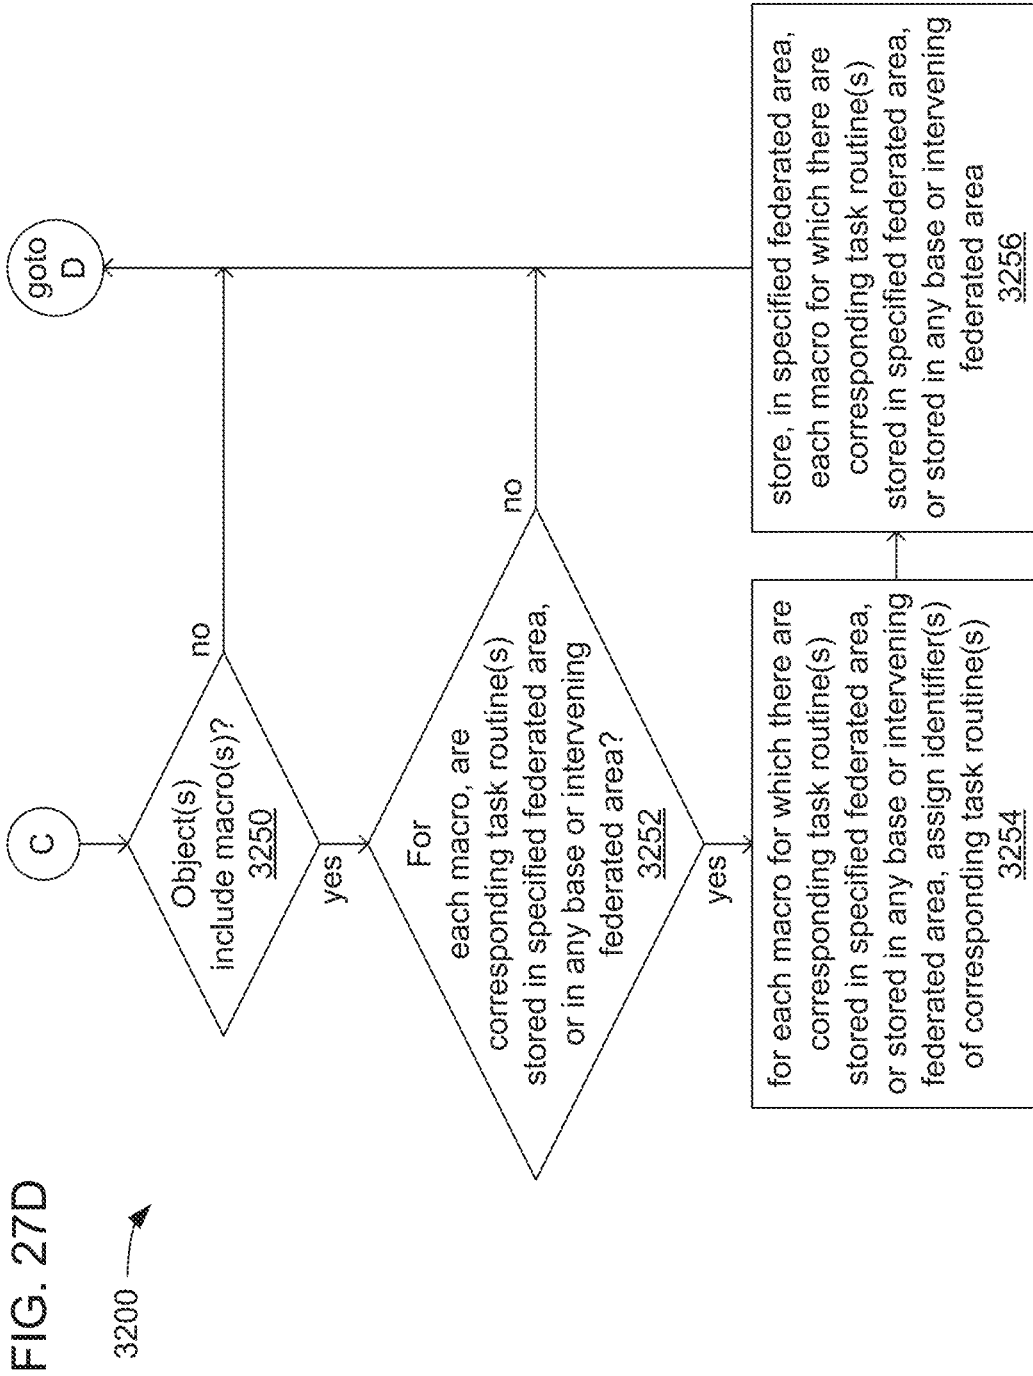 FIG. 27D
3200
C
goto
D
Object(s)
include macro(s)?
3250
no
yes
For
each macro, are
corresponding task routine(s)
stored in specified federated area,
or in any base or intervening
federated area?
3252
no
yes
for each macro for which there are
corresponding task routine(s)
stored in specified federated area,
or stored in any base or intervening
federated area, assign identifier(s)
of corresponding task routine(s)
3254
store, in specified federated area,
each macro for which there are
corresponding task routine(s)
stored in specified federated area,
or stored in any base or intervening
federated area
3256